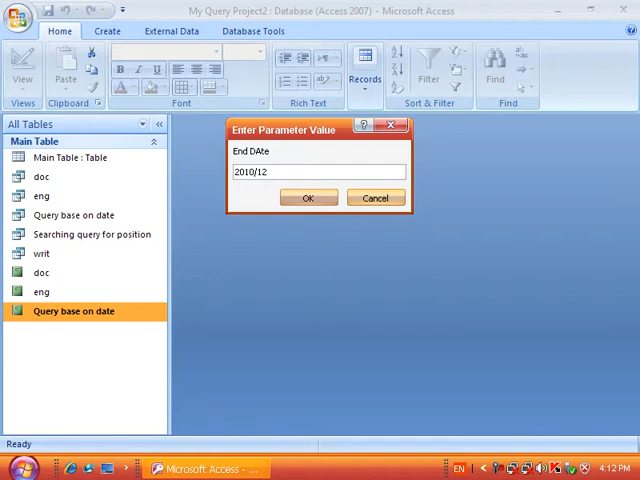 My Query Project2 : Database (Access 2007) - Microsoft Access
Home Create External Data Database Tools
View Paste Records Filter Find
Views Clipboard Font Rich Text Sort & Filter Find
All Tables
Main Table
Main Table : Table
doc
eng
Query base on date
Searching query for position
writ
doc
eng
Query base on date
Enter Parameter Value
End DAte
2010/12
OK Cancel
Ready
Microsoft Access - ...
EN
4:12 PM